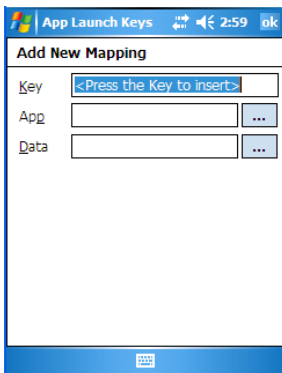 App Launch Keys 2:59 ok
Add New Mapping
Key <Press the Key to insert>
App ...
Data ...